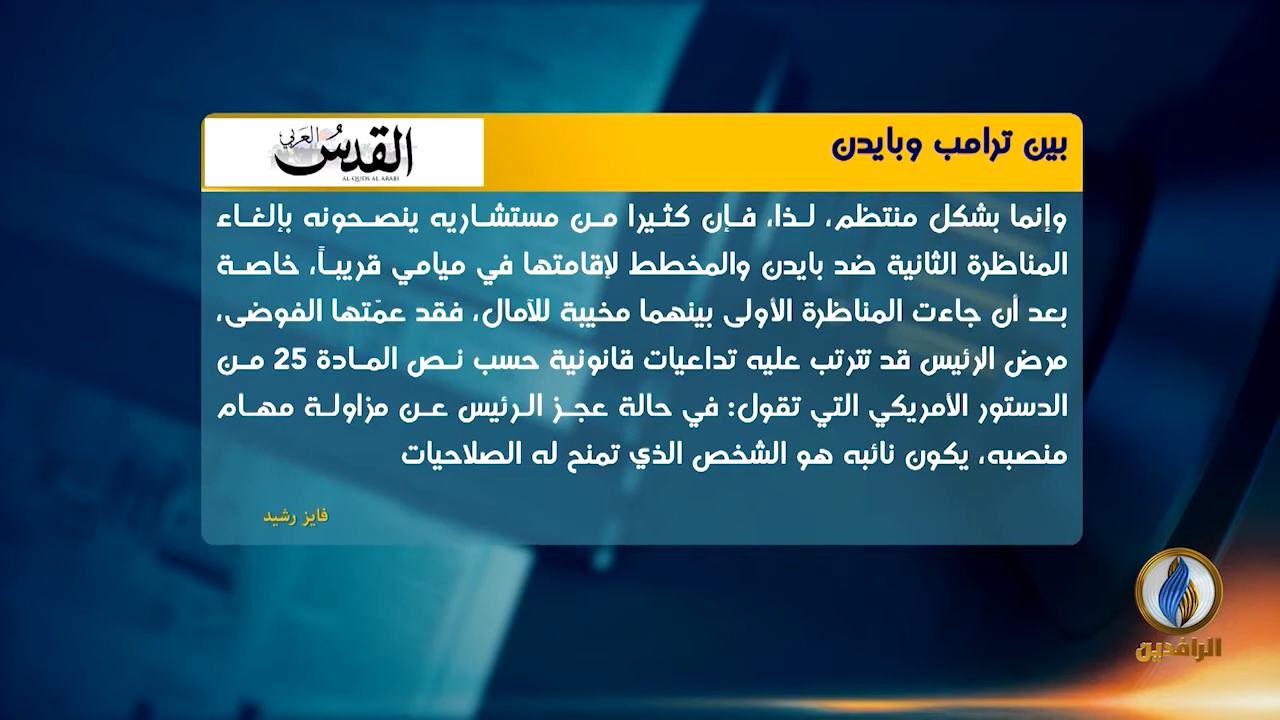 بين ترامب وبايدن
القدس العربي
AL-QUDS AL-ARABI
وإنما بشكل منتظم، لذا، فإن كثيرا من مستشاريه ينصحونه بإلغاء
المناظرة الثانية ضد بايدن والمخطط لإقامتها في ميامي قريباً، خاصة
بعد أن جاءت المناظرة الأولى بينهما مخيبة للآمال، فقد عمّتها الفوضى،
مرض الرئيس قد تترتب عليه تداعيات قانونية حسب نص المادة 25 من
الدستور الأمريكي التي تقول: في حالة عجز الرئيس عن مزاولة مهام
منصبه، يكون نائبه هو الشخص الذي تمنح له الصلاحيات
فايز رشيد
الرافدين